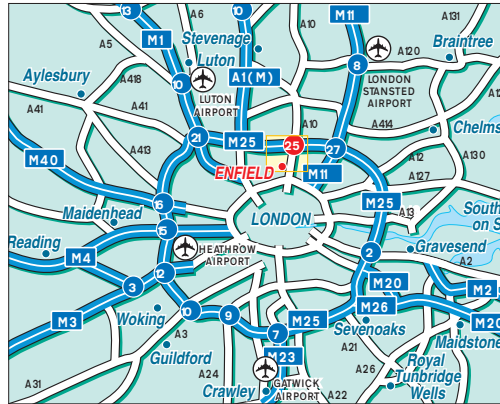 13
A6
10
M11
A131
M1
Stevenage
A10
A5
Luton
A1(M)
8
A120
Braintree
Aylesbury
A418
10
LUTON
AIRPORT
LONDON
STANSTED
AIRPORT
A41
A41
21
M25
25
A10
A414
Chelms
M40
A413
ENFIELD
27
A12
A130
M11
A127
16
LONDON
M25
South
on S
Maidenhead
A13
15
Reading
HEATHROW
AIRPORT
2
Gravesend
M4
12
A2
3
M20
M2
M3
Woking
10
9
M26
M20
7
M25
Sevenoaks
Maidstone
A3
Guildford
M23
A21
Royal
Tunbridge
Wells
A31
A24
Crawley
GATWICK
AIRPORT
A22
A26